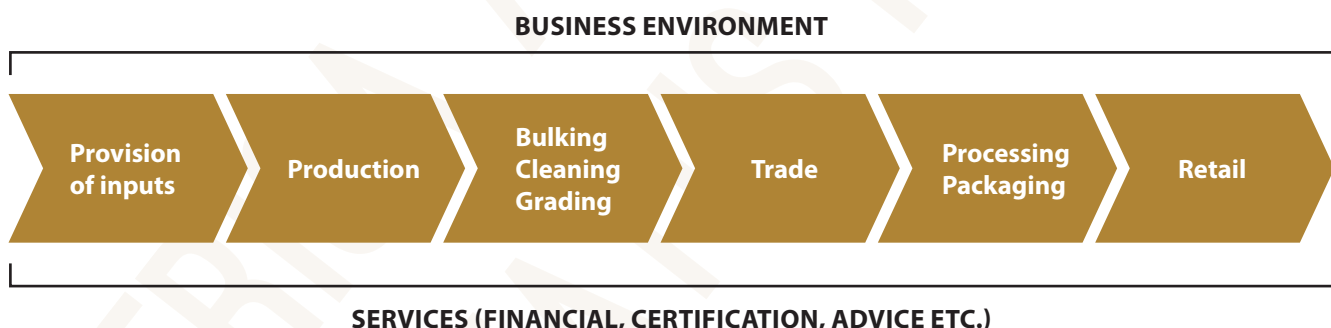 BUSINESS ENVIRONMENT
Provision
of inputs
Production
Bulking
Cleaning
Grading
Trade
Processing
Packaging
Retail
SERVICES (FINANCIAL, CERTIFICATION, ADVICE ETC.)